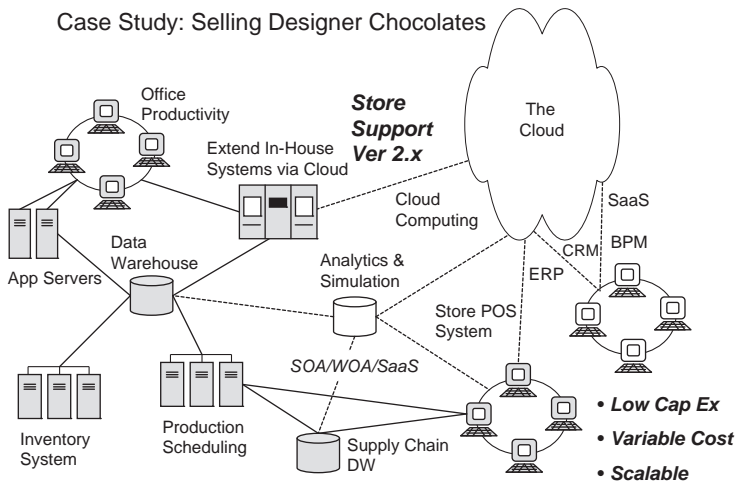 Case Study: Selling Designer Chocolates
Office
Productivity
Store
Support
Ver 2.x
The
Cloud
Extend In-House
Systems via Cloud
Cloud
Computing
SaaS
App Servers
Data
Warehouse
Analytics &
Simulation
CRM
BPM
ERP
Store POS
System
SOA/WOA/SaaS
Inventory
System
Production
Scheduling
Supply Chain
DW
• Low Cap Ex
• Variable Cost
• Scalable